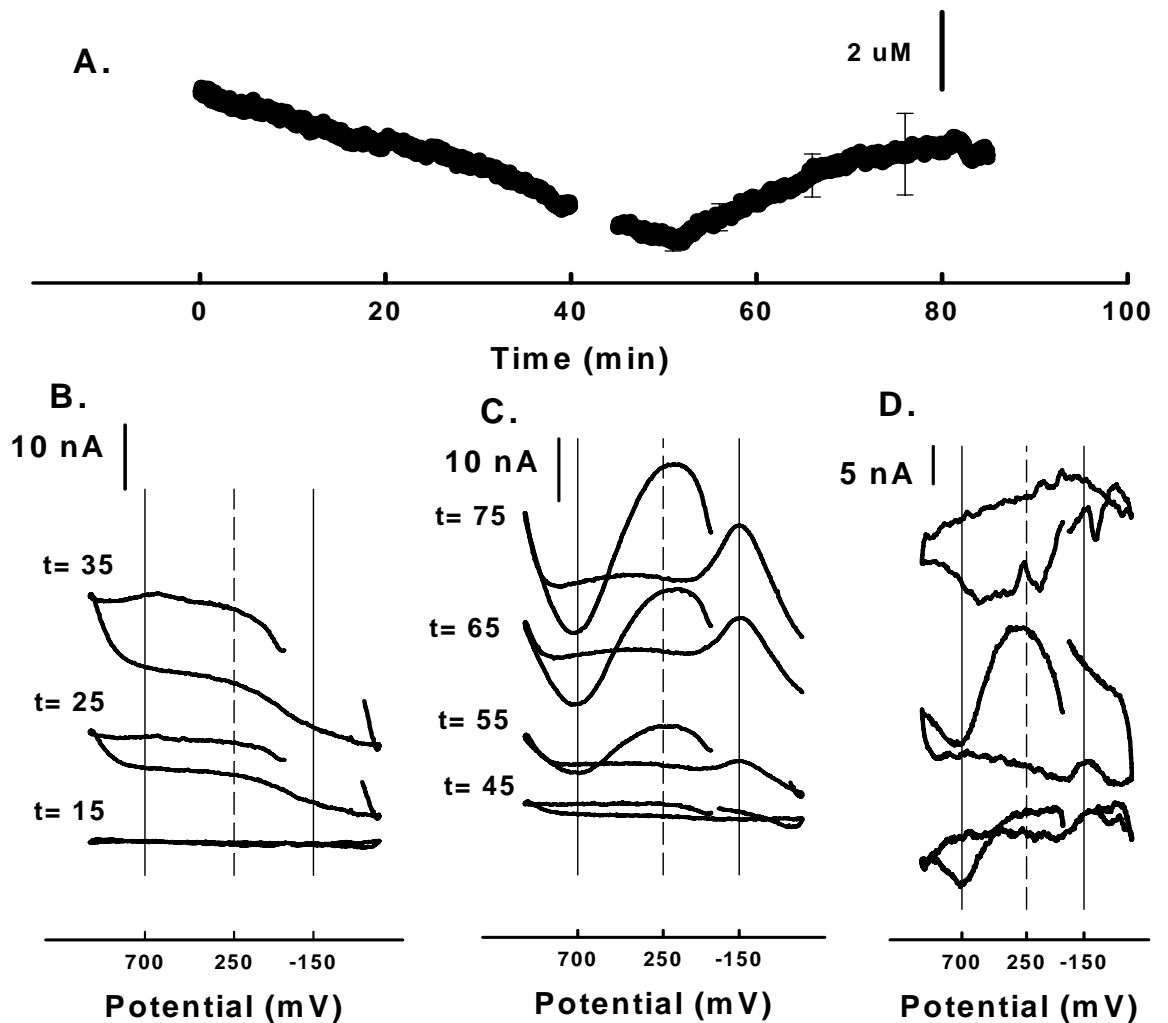 A.
2 uM
0 20 40 60 80 100
Time (min)
B.
10 nA
t= 35
t= 25
t= 15
700 250 -150
Potential (mV)
C.
10 nA
t= 75
t= 65
t= 55
t= 45
700 250 -150
Potential (mV)
D.
5 nA
700 250 -150
Potential (mV)